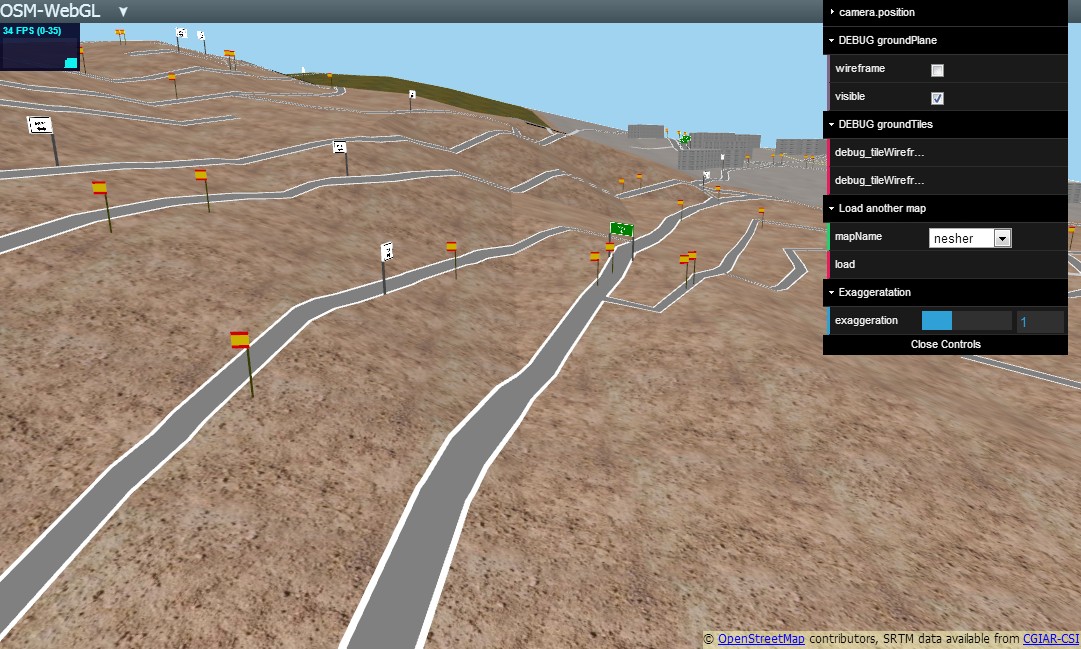 OSM-WebGL ▼
34 FPS (0-35)
camera.position
DEBUG groundPlane
wireframe
visible
DEBUG groundTiles
debug_tileWirefr...
debug_tileWirefr...
Load another map
mapName nesher
load
Exaggeratation
exaggeration 1
Close Controls
© OpenStreetMap contributors, SRTM data available from CGIAR-CSI